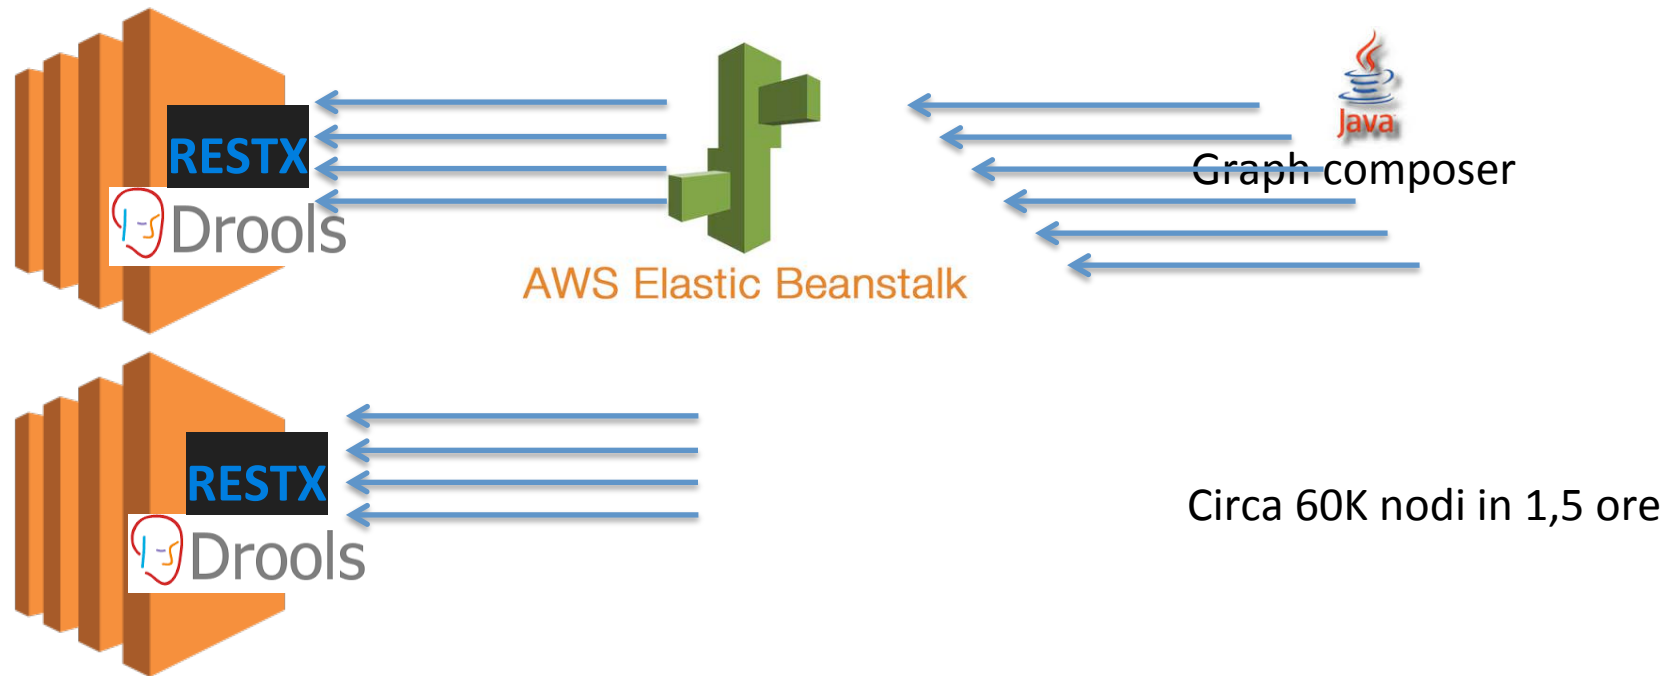 Java
RESTX
Graph composer
Drools
AWS Elastic Beanstalk
RESTX
Circa 60K nodi in 1,5 ore
Drools